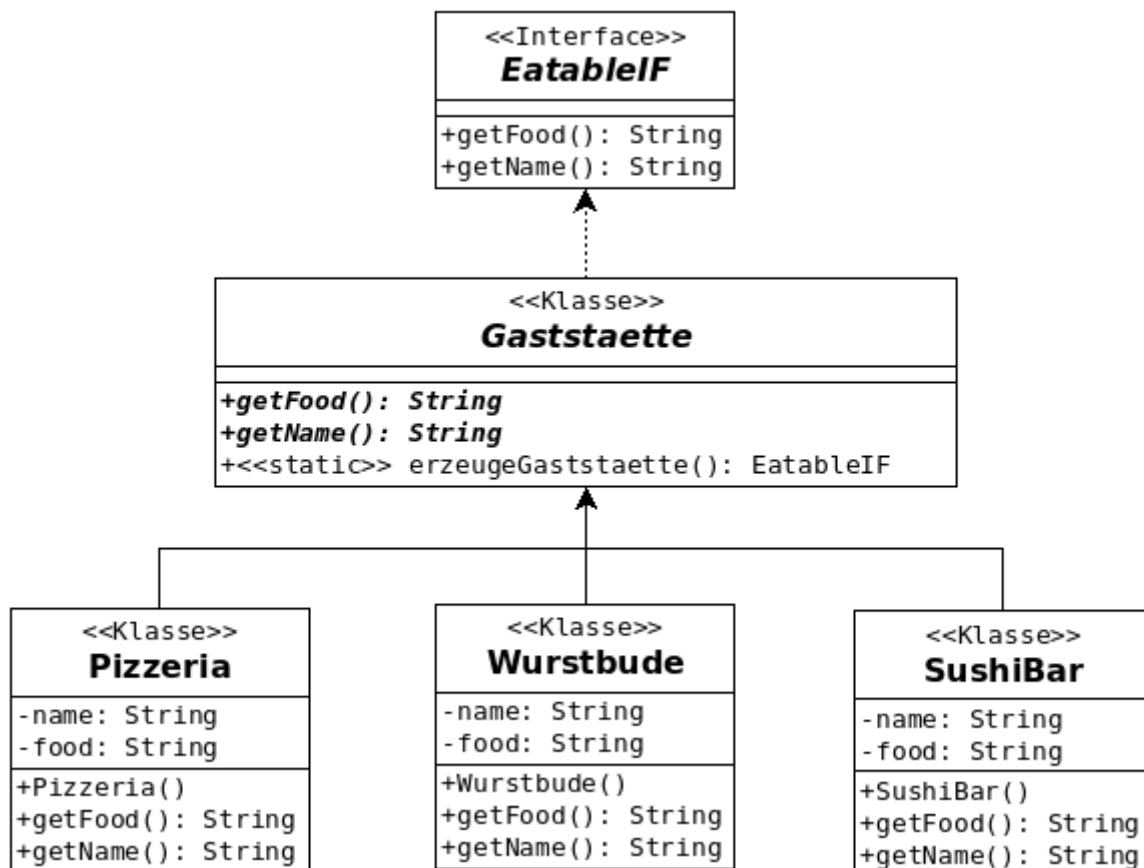 <<Interface>>
EatableIF
+getFood(): String
+getName(): String
<<Klasse>>
Gaststaette
+getFood(): String
+getName(): String
+<<static>> erzeugeGaststaette(): EatableIF
<<Klasse>>
Pizzeria
-name: String
-food: String
+Pizzeria()
+getFood(): String
+getName(): String
<<Klasse>>
Wurstbude
-name: String
-food: String
+Wurstbude()
+getFood(): String
+getName(): String
<<Klasse>>
SushiBar
-name: String
-food: String
+SushiBar()
+getFood(): String
+getName(): String